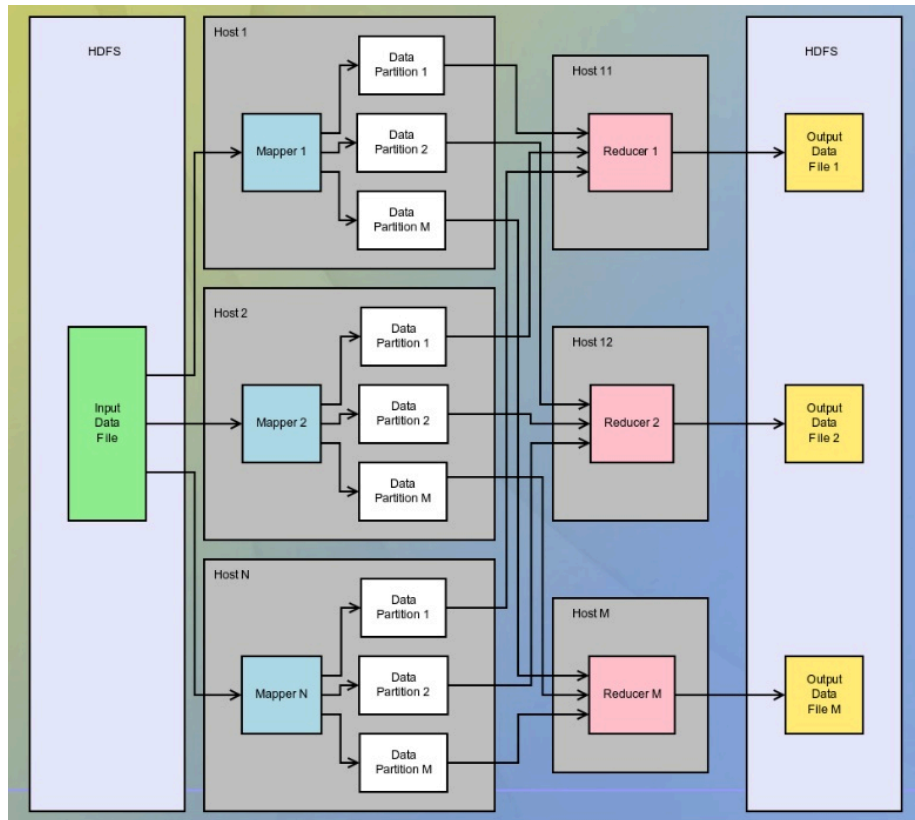 HDFS
Input
Data
File
Host 1
Mapper 1
Data
Partition 1
Data
Partition 2
Data
Partition M
Host 2
Mapper 2
Data
Partition 1
Data
Partition 2
Data
Partition M
Host N
Mapper N
Data
Partition 1
Data
Partition 2
Data
Partition M
Host 11
Reducer 1
Host 12
Reducer 2
Host M
Reducer M
HDFS
Output
Data
File 1
Output
Data
File 2
Output
Data
File M